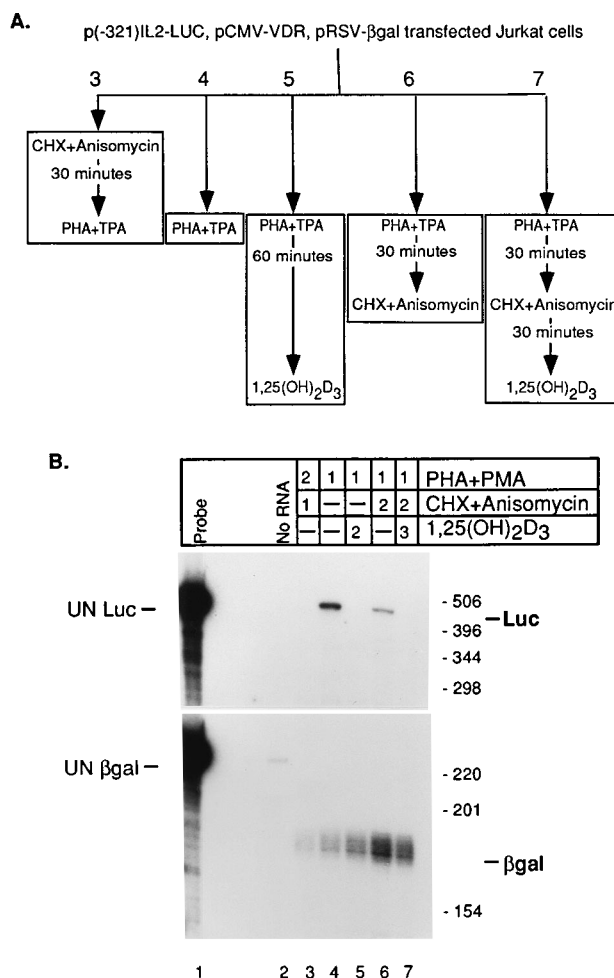 A.
p(-321)IL2-LUC, pCMV-VDR, pRSV-βgal transfected Jurkat cells
3 4 5 6 7
CHX+Anisomycin
30 minutes
PHA+TPA
PHA+TPA
PHA+TPA
60 minutes
1,25(OH)2D3
PHA+TPA
30 minutes
CHX+Anisomycin
PHA+TPA
30 minutes
CHX+Anisomycin
30 minutes
1,25(OH)2D3
B.
Probe
No RNA
2 1 1 1 1 PHA+PMA
1 — — 2 2 CHX+Anisomycin
— — 2 — 3 1,25(OH)2D3
UN Luc –
- 506
– Luc
- 396
- 344
- 298
UN βgal –
- 220
- 201
– βgal
- 154
1 2 3 4 5 6 7